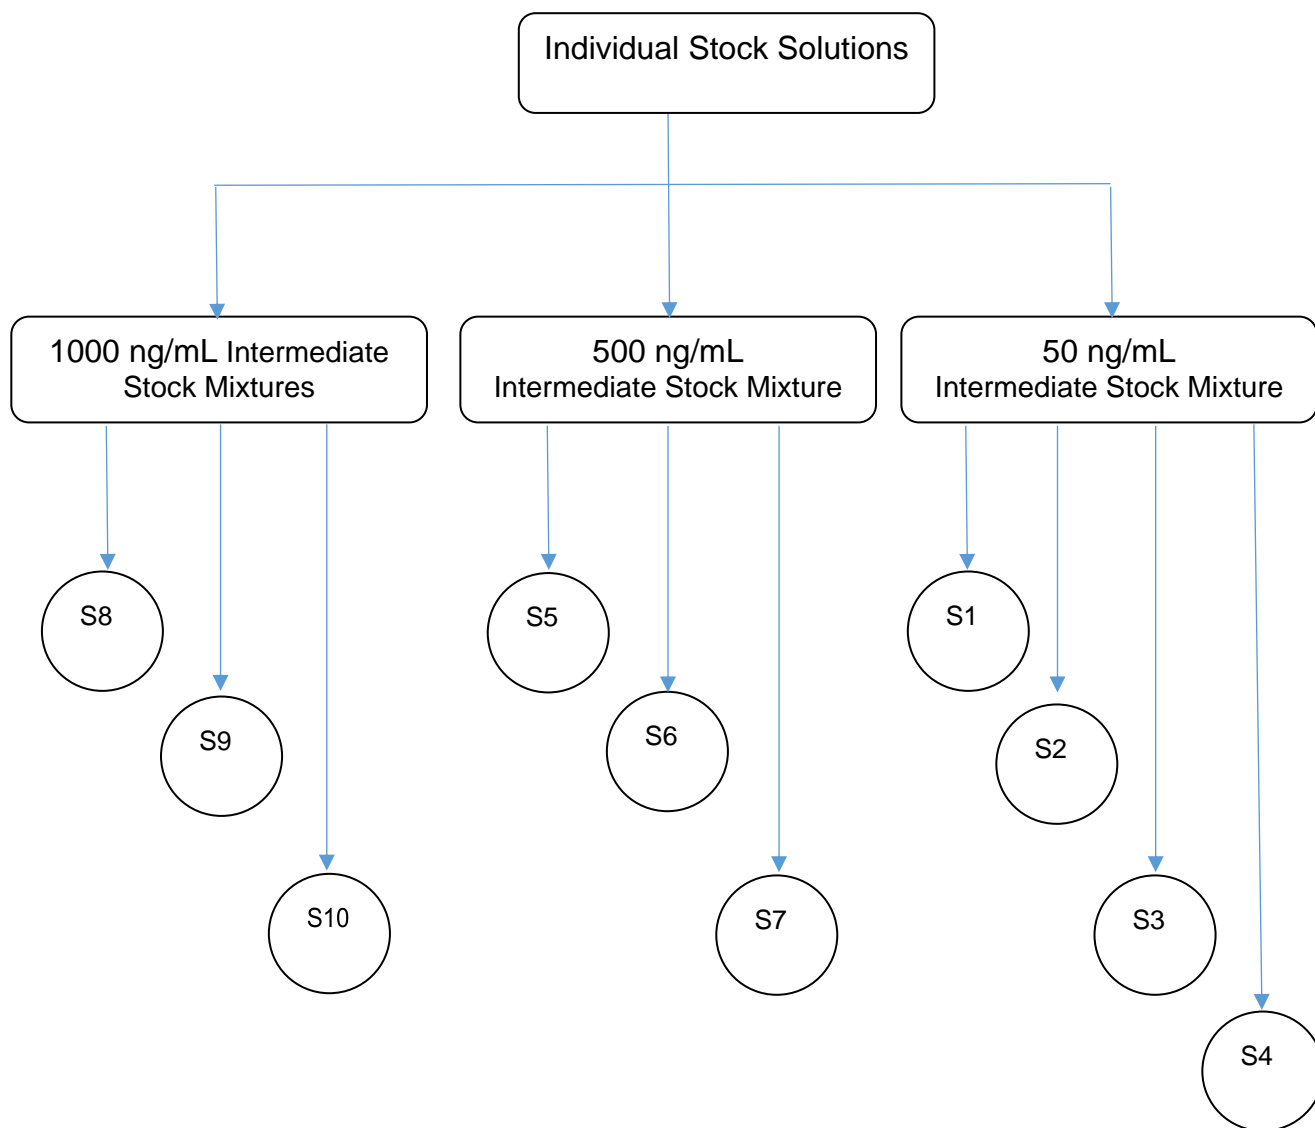 Individual Stock Solutions
1000 ng/mL Intermediate
Stock Mixtures
500 ng/mL
Intermediate Stock Mixture
50 ng/mL
Intermediate Stock Mixture
S8
S9
S10
S5
S6
S7
S1
S2
S3
S4